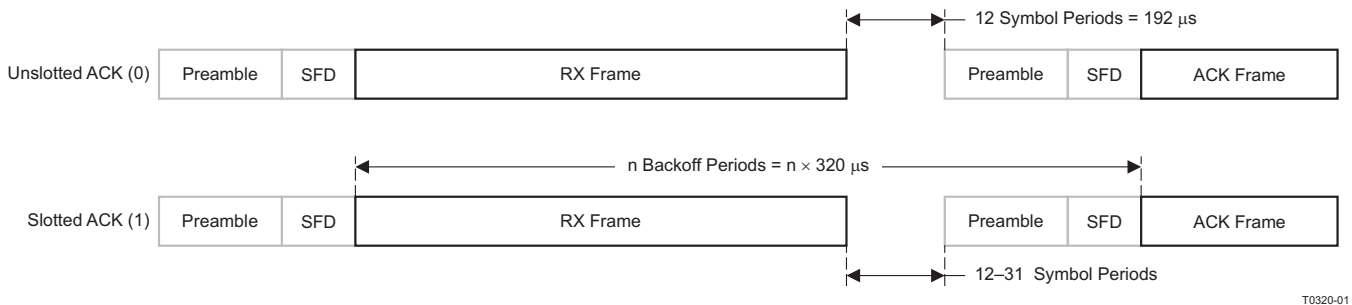 12 Symbol Periods = 192 μs
Unslotted ACK (0) Preamble SFD RX Frame Preamble SFD ACK Frame
n Backoff Periods = n × 320 μs
Slotted ACK (1) Preamble SFD RX Frame Preamble SFD ACK Frame
12–31 Symbol Periods
T0320-01